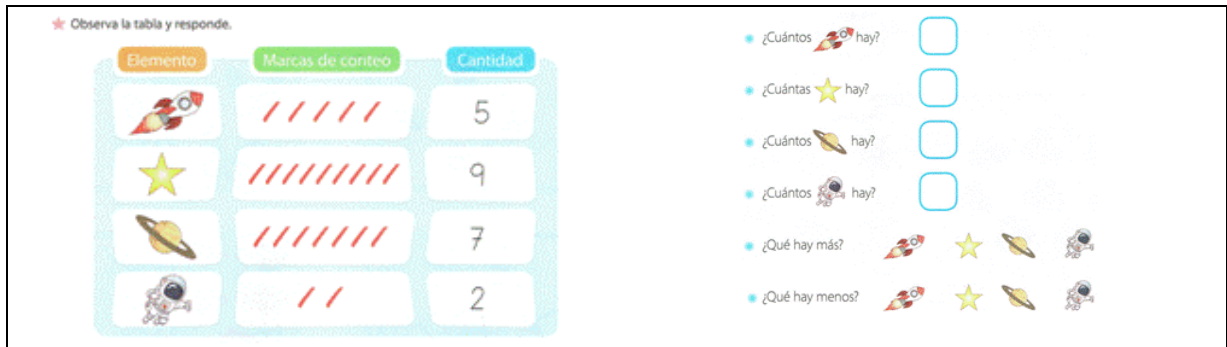 Observa la tabla y responde.
Elemento Marcas de conteo Cantidad
5
9
7
2
¿Cuántos hay?
¿Cuántas hay?
¿Cuántos hay?
¿Cuántos hay?
¿Qué hay más?
¿Qué hay menos?